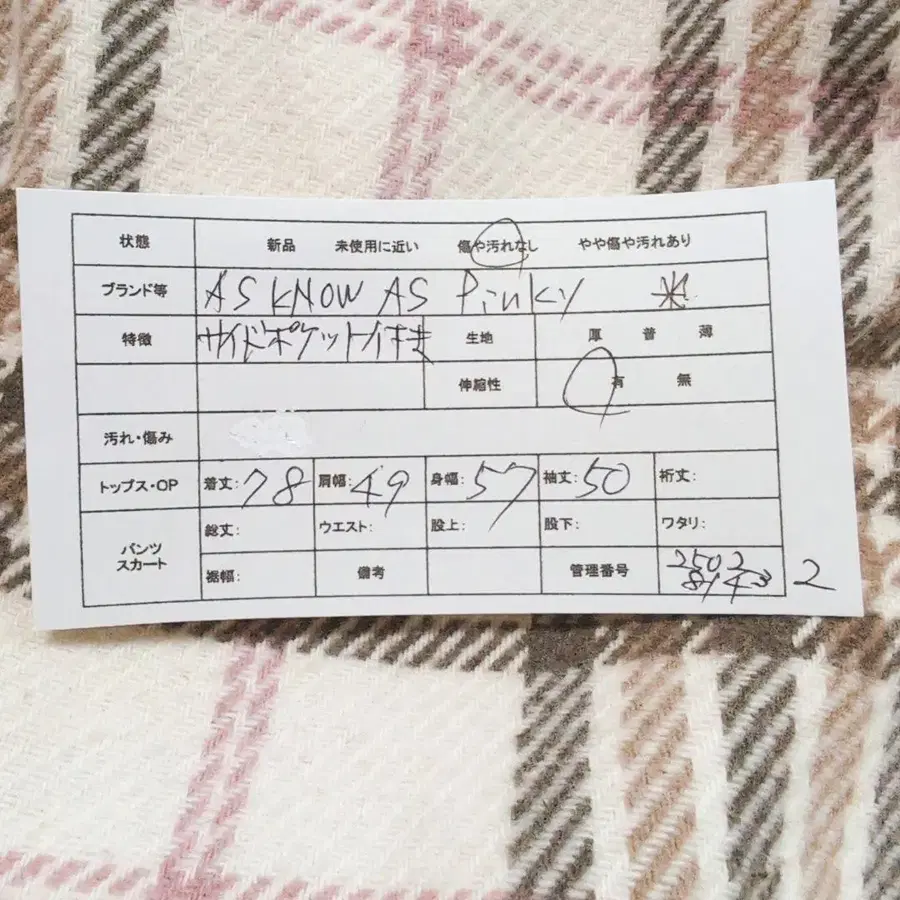 状態 新品 未使用に近い 傷や汚れなし やや傷や汚れあり
ブランド等 AS KNOW AS Pinky 米
特徴 サイドポケット付き 生地 厚 普 薄
伸縮性 有 無
汚れ・傷み
トップス・OP 着丈:78 肩幅:49 身幅:57 袖丈:50 裄丈:
パンツ スカート 総丈: ウエスト: 股上: 股下: ワタリ:
裾幅: 備考 管理番号 2502
2